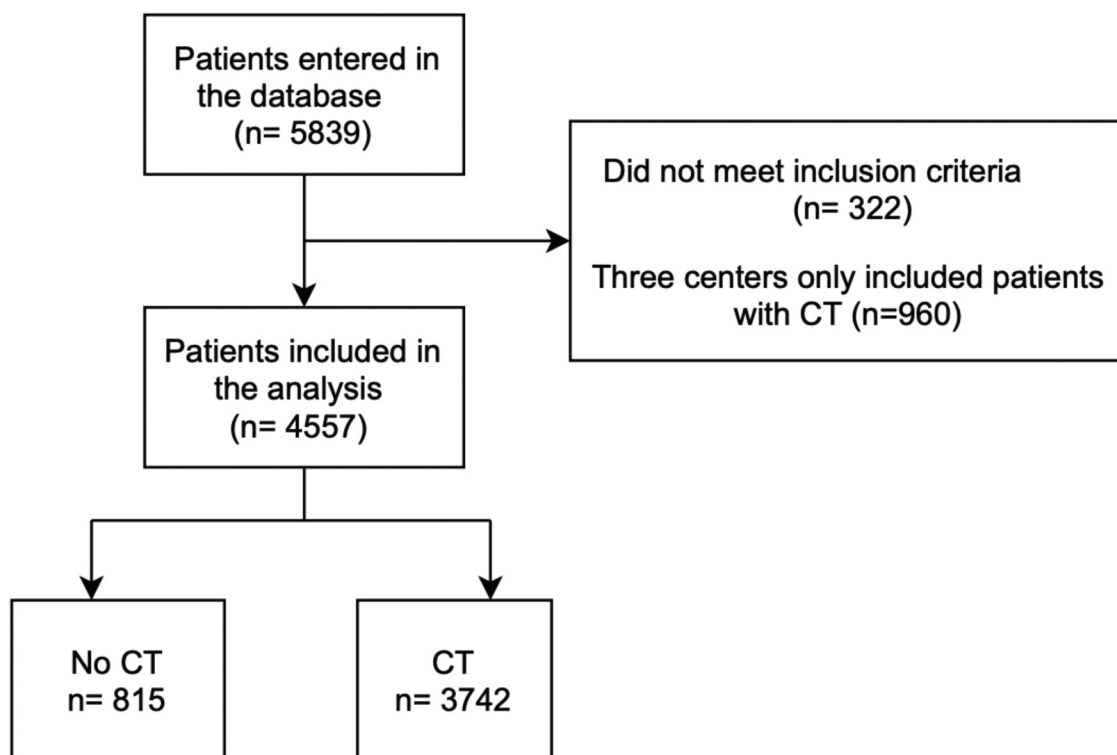 Patients entered in
the database
(n= 5839)
Did not meet inclusion criteria
(n= 322)
Three centers only included patients
with CT (n=960)
Patients included in
the analysis
(n= 4557)
No CT
n= 815
CT
n= 3742